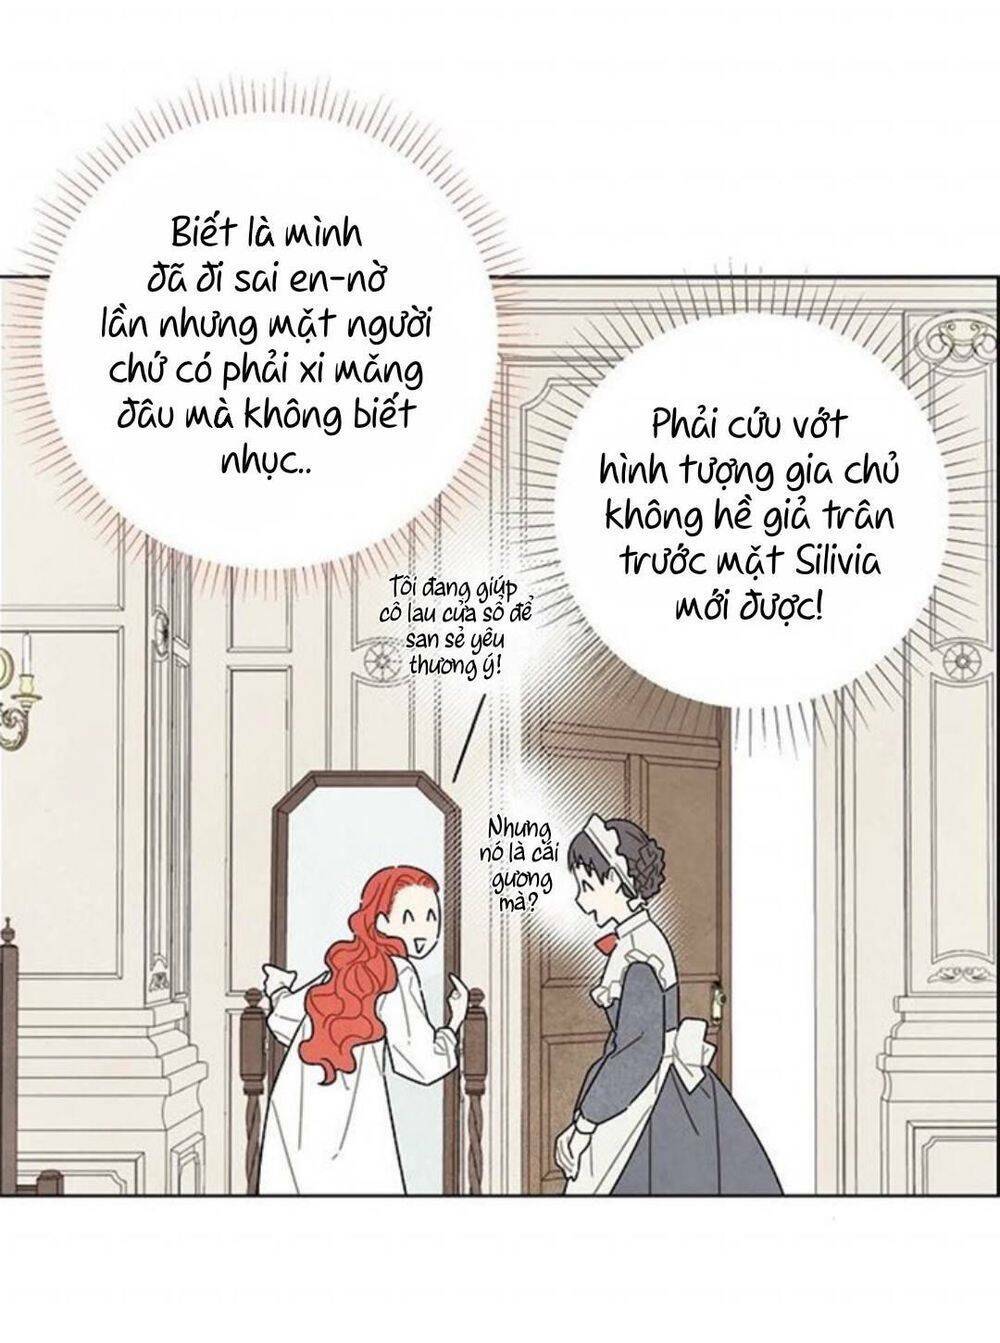 Biết là mình
đã đi sai en-nờ
lần nhưng mặt người
chứ có phải xi măng
đâu mà không biết
nhục..
Phải cứu vớt
hình tượng gia chủ
không hề giả trân
trước mặt Silivia
mới được!
Tôi đang giúp
cô lau cửa sổ để
san sẻ yêu
thương ý!
Nhưng
nó là cái
gương
mà?